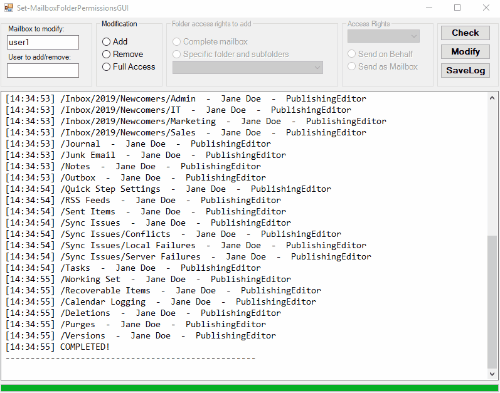 Set-MailboxFolderPermissionsGUI
Mailbox to modify:
user1
User to add/remove:
Modification
Add
Remove
Full Access
Folder access rights to add
Complete mailbox
Specific folder and subfolders
Access Rights
Send on Behalf
Send as Mailbox
Check
Modify
SaveLog
[14:34:53] /Inbox/2019/Newcomers/Admin - Jane Doe - PublishingEditor
[14:34:53] /Inbox/2019/Newcomers/IT - Jane Doe - PublishingEditor
[14:34:53] /Inbox/2019/Newcomers/Marketing - Jane Doe - PublishingEditor
[14:34:53] /Inbox/2019/Newcomers/Sales - Jane Doe - PublishingEditor
[14:34:53] /Journal - Jane Doe - PublishingEditor
[14:34:53] /Junk Email - Jane Doe - PublishingEditor
[14:34:53] /Notes - Jane Doe - PublishingEditor
[14:34:53] /Outbox - Jane Doe - PublishingEditor
[14:34:54] /Quick Step Settings - Jane Doe - PublishingEditor
[14:34:54] /RSS Feeds - Jane Doe - PublishingEditor
[14:34:54] /Sent Items - Jane Doe - PublishingEditor
[14:34:54] /Sync Issues - Jane Doe - PublishingEditor
[14:34:54] /Sync Issues/Conflicts - Jane Doe - PublishingEditor
[14:34:54] /Sync Issues/Local Failures - Jane Doe - PublishingEditor
[14:34:54] /Sync Issues/Server Failures - Jane Doe - PublishingEditor
[14:34:54] /Tasks - Jane Doe - PublishingEditor
[14:34:55] /Working Set - Jane Doe - PublishingEditor
[14:34:55] /Recoverable Items - Jane Doe - PublishingEditor
[14:34:55] /Calendar Logging - Jane Doe - PublishingEditor
[14:34:55] /Deletions - Jane Doe - PublishingEditor
[14:34:55] /Purges - Jane Doe - PublishingEditor
[14:34:55] /Versions - Jane Doe - PublishingEditor
[14:34:55] COMPLETED!
--------------------------------------------------